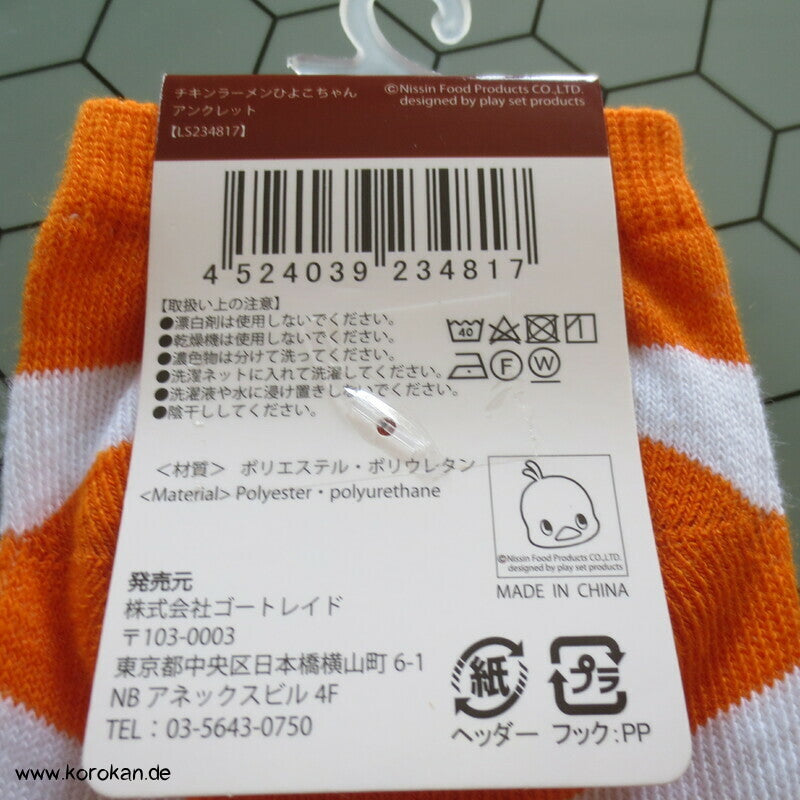 チキンラーメンひよこちゃん
アンクレット
【LS234817】
©Nissin Food Products CO.,LTD.
designed by play set products
4 524039 234817
【取扱い上の注意】
●漂白剤は使用しないでください。
●乾燥機は使用しないでください。
●濃色物は分けて洗ってください。
●洗濯ネットに入れて洗濯してください。
●洗濯液や水に浸け置きしないでください。
●陰干ししてください。
40
F W
＜材質＞ ポリエステル・ポリウレタン
<Material> Polyester・polyurethane
©Nissin Food Products CO.,LTD.
designed by play set products
MADE IN CHINA
発売元
株式会社ゴートレイド
〒103-0003
東京都中央区日本橋横山町 6-1
NB アネックスビル 4F
TEL：03-5643-0750
紙
ヘッダー
プラ
フック:PP
www.korokan.de